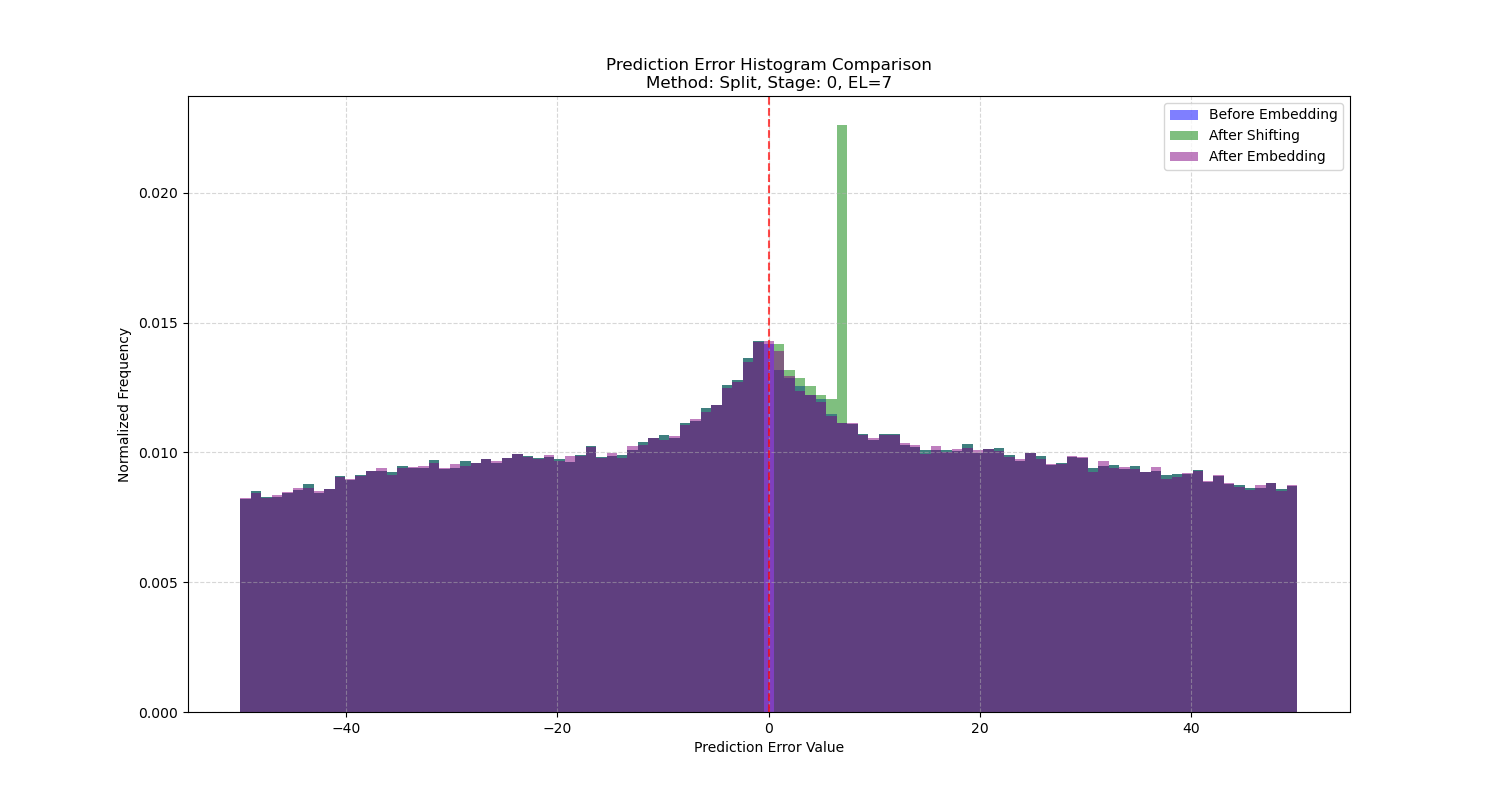 Prediction Error Histogram Comparison
Method: Split, Stage: 0, EL=7
Before Embedding
After Shifting
After Embedding
Normalized Frequency
0.020
0.015
0.010
0.005
0.000
−40
−20
0
20
40
Prediction Error Value